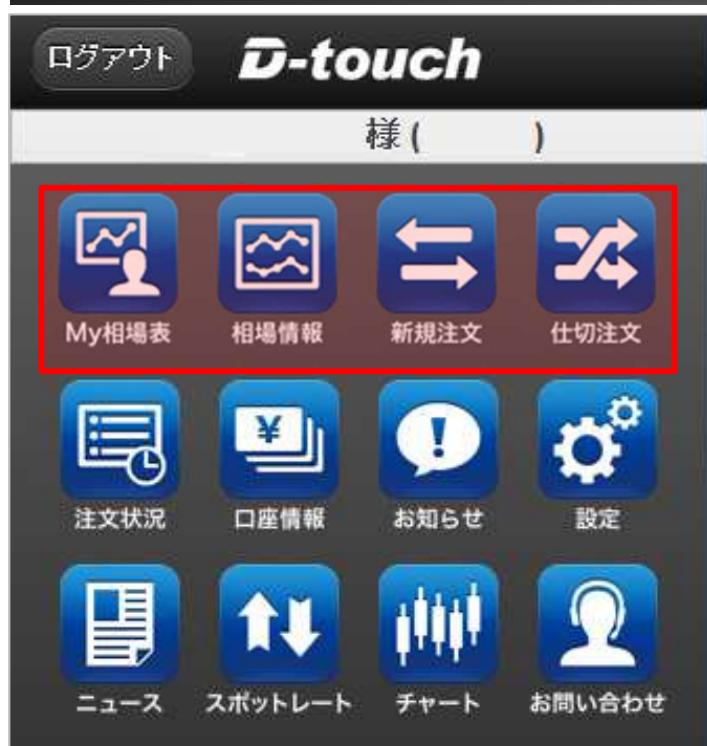 ログアウト D-touch
様 ( )
My相場表 相場情報 新規注文 仕切注文
注文状況 口座情報 お知らせ 設定
ニュース スポットレート チャート お問い合わせ